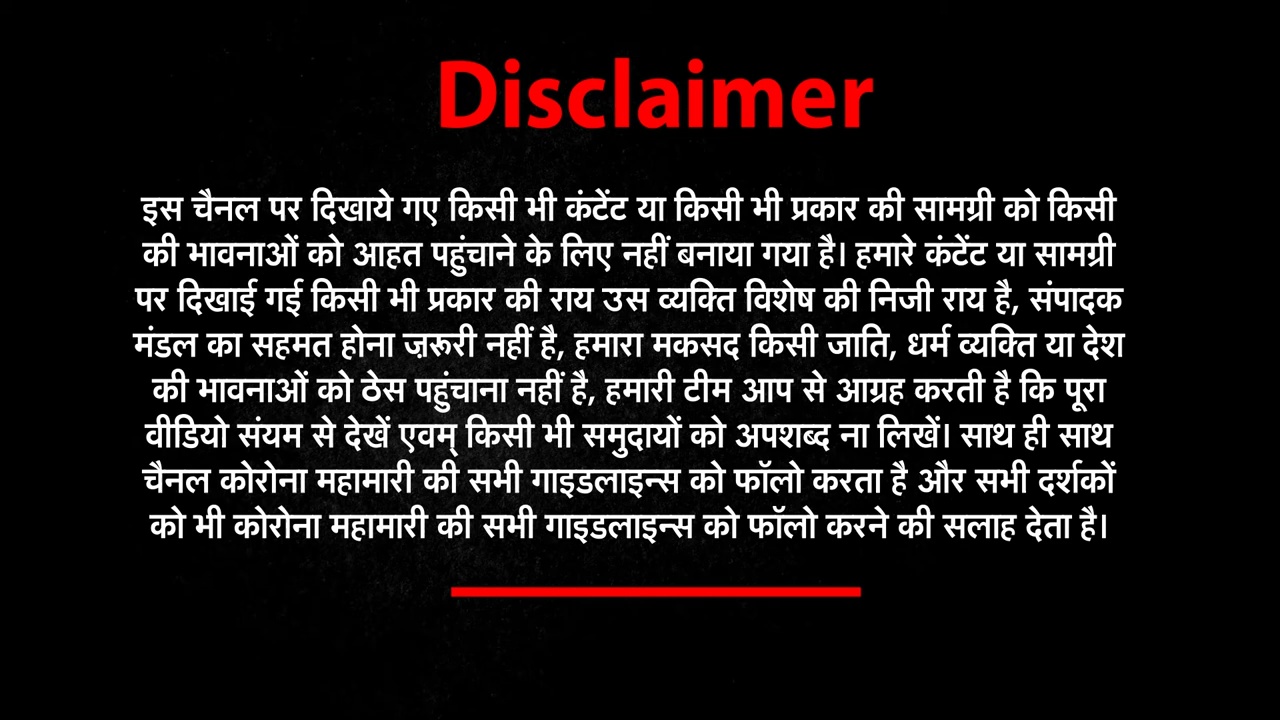 Disclaimer
इस चैनल पर दिखाये गए किसी भी कंटेंट या किसी भी प्रकार की सामग्री को किसी
की भावनाओं को आहत पहुंचाने के लिए नहीं बनाया गया है। हमारे कंटेंट या सामग्री
पर दिखाई गई किसी भी प्रकार की राय उस व्यक्ति विशेष की निजी राय है, संपादक
मंडल का सहमत होना ज़रूरी नहीं है, हमारा मकसद किसी जाति, धर्म व्यक्ति या देश
की भावनाओं को ठेस पहुंचाना नहीं है, हमारी टीम आप से आग्रह करती है कि पूरा
वीडियो संयम से देखें एवम् किसी भी समुदायों को अपशब्द ना लिखें। साथ ही साथ
चैनल कोरोना महामारी की सभी गाइडलाइन्स को फॉलो करता है और सभी दर्शकों
को भी कोरोना महामारी की सभी गाइडलाइन्स को फॉलो करने की सलाह देता है।